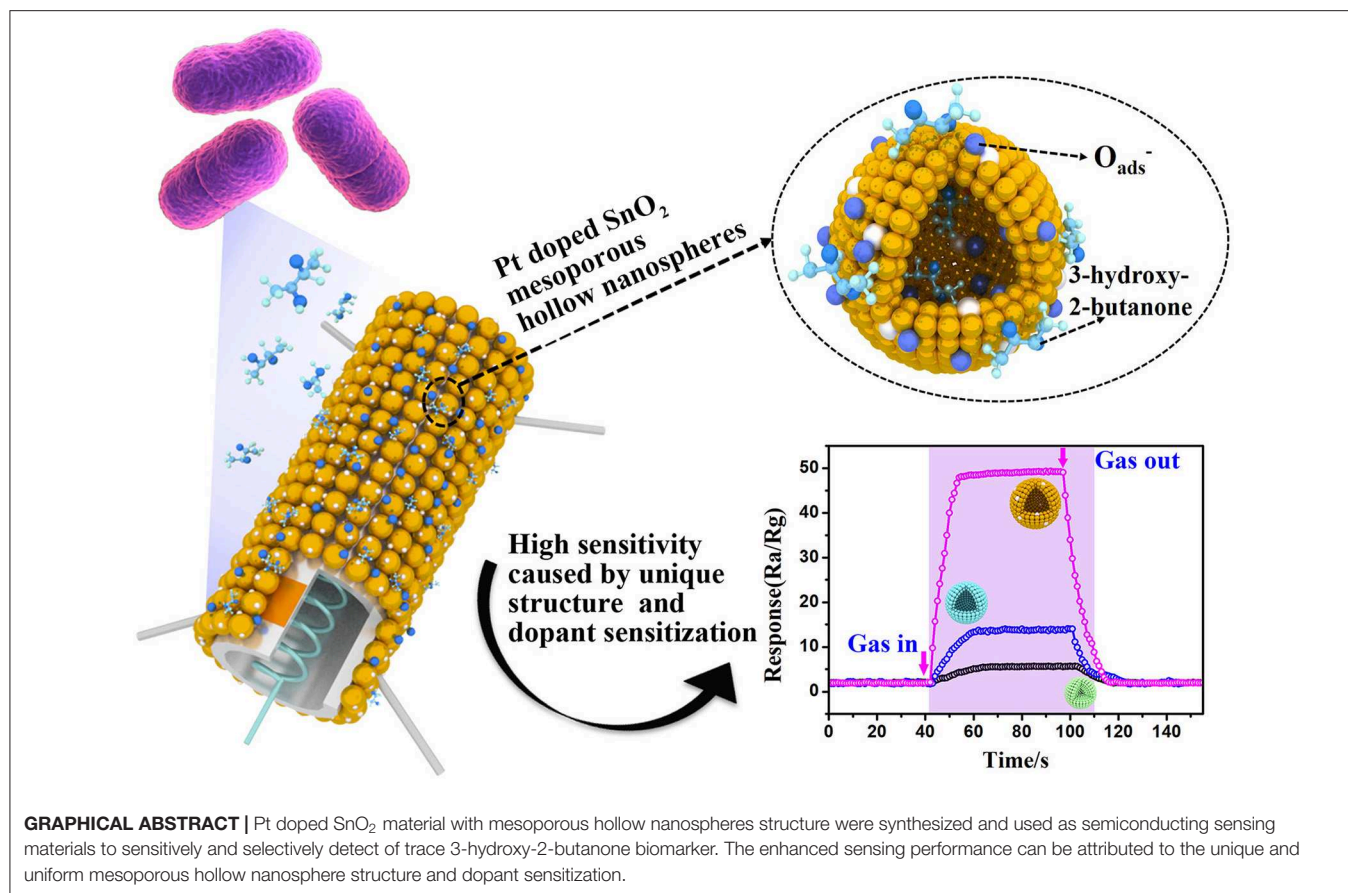 Pt doped SnO₂
mesoporous
hollow nanospheres
Oads⁻
3-hydroxy-
2-butanone
High sensitivity
caused by unique
structure and
dopant sensitization
Response(Ra/Rg)
50
40
30
20
10
0
Gas in
Gas out
0 20 40 60 80 100 120 140
Time/s
GRAPHICAL ABSTRACT | Pt doped SnO₂ material with mesoporous hollow nanospheres structure were synthesized and used as semiconducting sensing
materials to sensitively and selectively detect of trace 3-hydroxy-2-butanone biomarker. The enhanced sensing performance can be attributed to the unique and
uniform mesoporous hollow nanosphere structure and dopant sensitization.